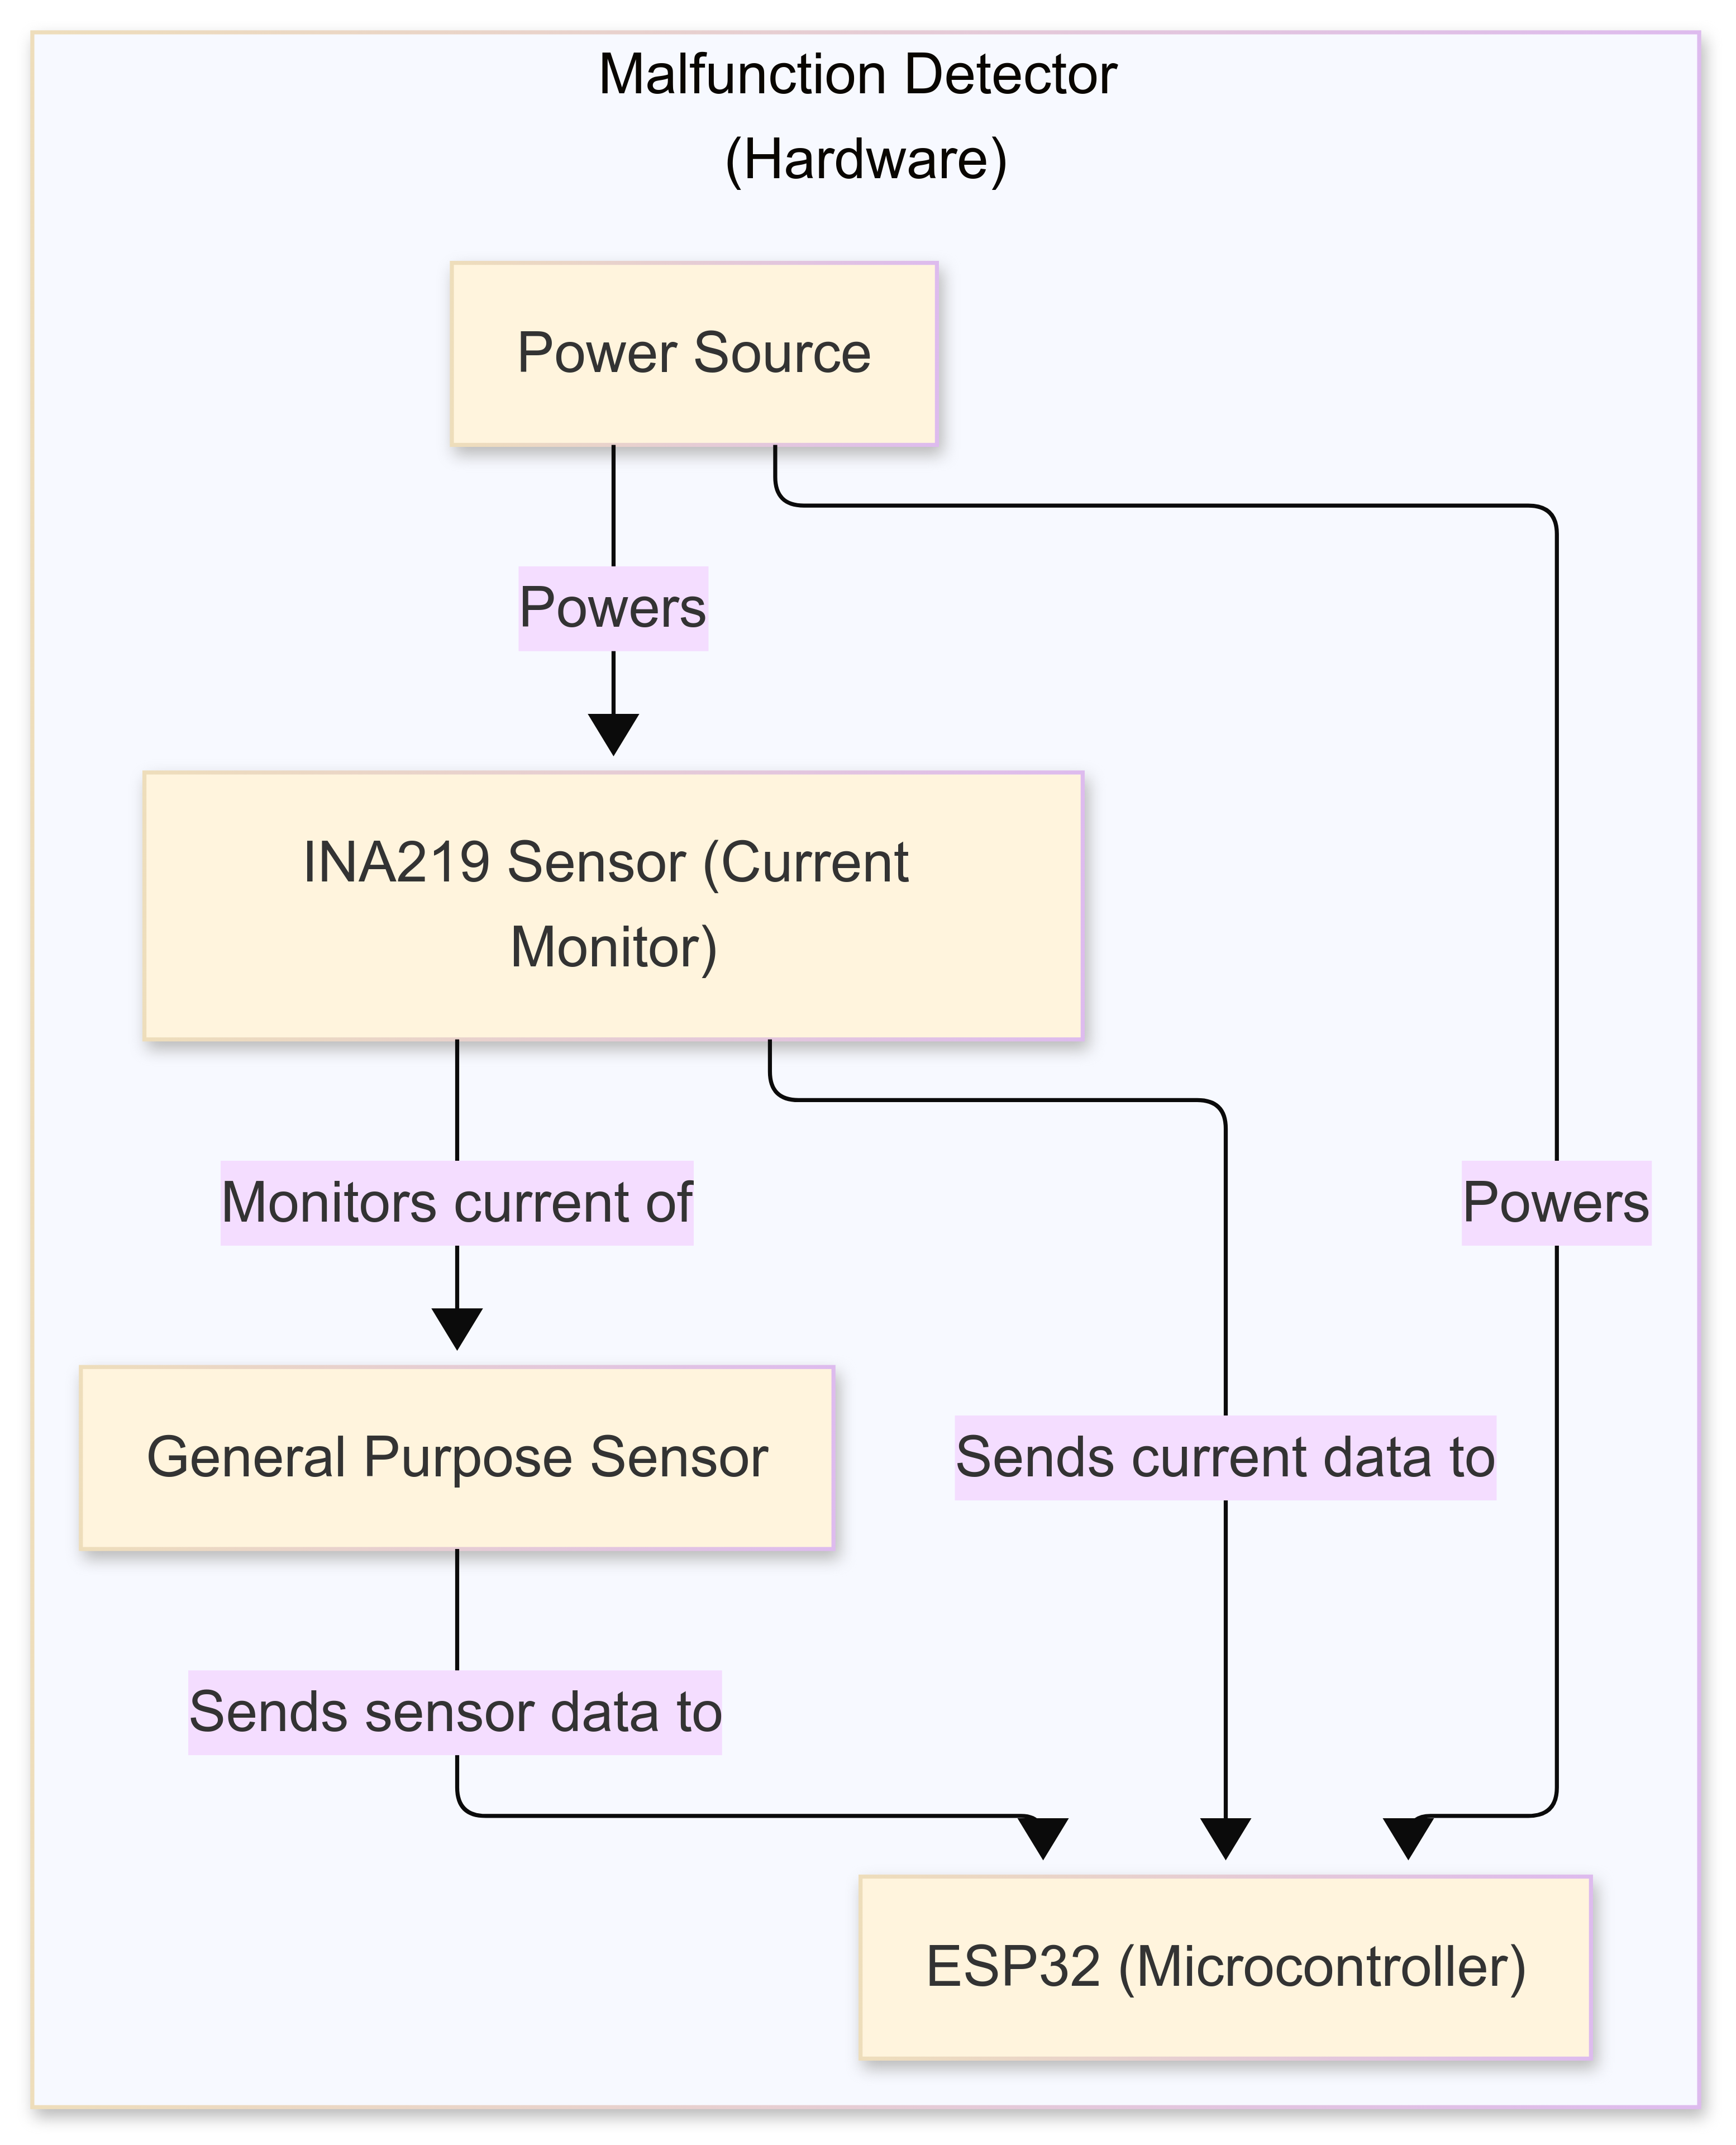 Malfunction Detector
(Hardware)
Power Source
Powers
INA219 Sensor (Current
Monitor)
Monitors current of
Powers
General Purpose Sensor
Sends current data to
Sends sensor data to
ESP32 (Microcontroller)